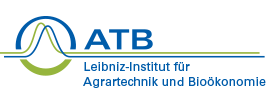 ATB
Leibniz-Institut für
Agrartechnik und Bioökonomie